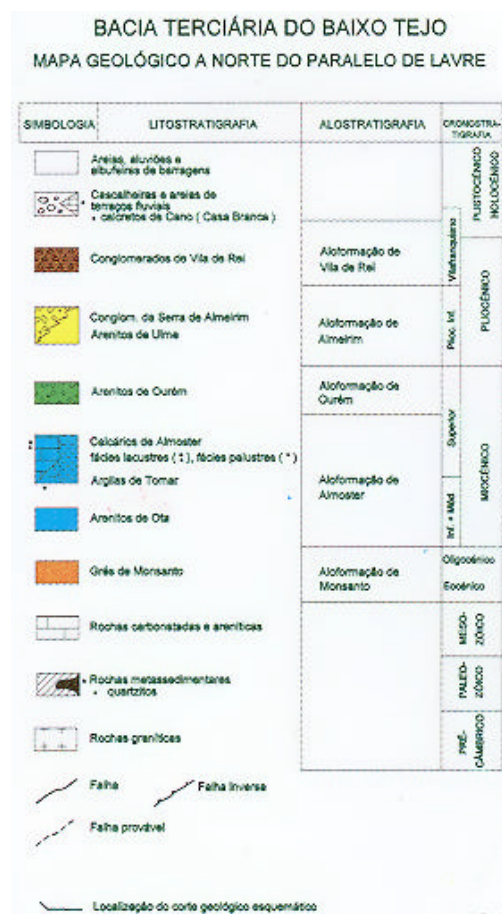 BACIA TERCIÁRIA DO BAIXO TEJO
MAPA GEOLÓGICO A NORTE DO PARALELO DE LAVRE
SIMBOLOGIA
LITOSTRATIGRAFIA
ALOSTRATIGRAFIA
CRONOSTRA-
TIGRAFIA
Areias, aluviões e
albufeiras de barragens
Cascalheiras e areias de
terraços fluviais
* calcretos de Cano ( Casa Branca )
Conglomerados de Vila de Rei
Aloformação de
Vila de Rei
Conglom. da Serra de Almeirim
Arenitos de Ulme
Aloformação de
Almeirim
Arenitos de Ourém
Aloformação de
Ourém
Calcários de Almoster
fácies lacustres ( ), fácies palustres ( * )
Argilas de Tomar
Aloformação de
Almoster
Arenitos de Ota
Grés de Monsanto
Aloformação de
Monsanto
Rochas carbonatadas e areníticas
Rochas metassedimentares
* quartzitos
Rochas graníticas
PLISTOCÉNICO
HOLOCÉNICO
Vilafranquiano
Plioc. Inf.
PLIOCÉNICO
Superior
Inf. + Méd
MIOCÉNICO
Oligocénico
Eocénico
MESO-
ZÓICO
PALEO-
ZÓICO
PRÉ-
CÂMBRICO
Falha
Falha inversa
Falha provável
Localização do corte geológico esquemático